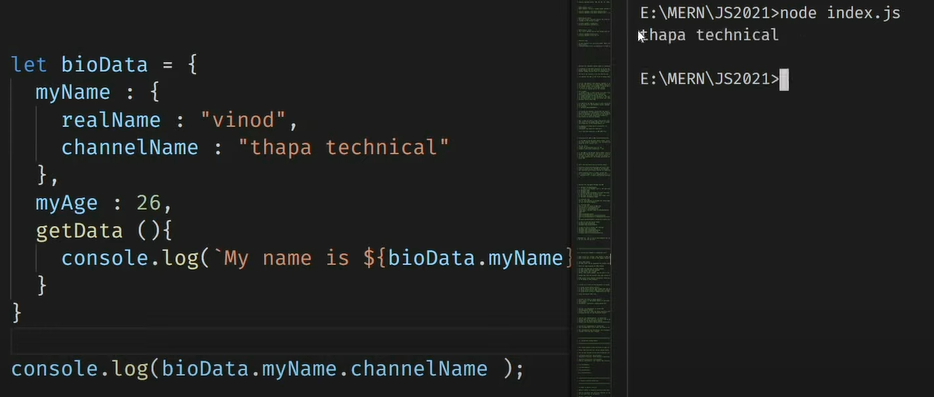 let bioData = {
myName : {
realName : "vinod",
channelName : "thapa technical"
},
myAge : 26,
getData (){
console.log(`My name is ${bioData.myName}
}
}
console.log(bioData.myName.channelName );
E:\MERN\JS2021>node index.js
thapa technical
E:\MERN\JS2021>